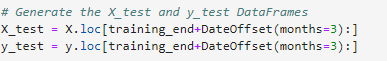 # Generate the X_test and y_test DataFrames
X_test = X.loc[training_end+DateOffset(months=3):]
y_test = y.loc[training_end+DateOffset(months=3):]